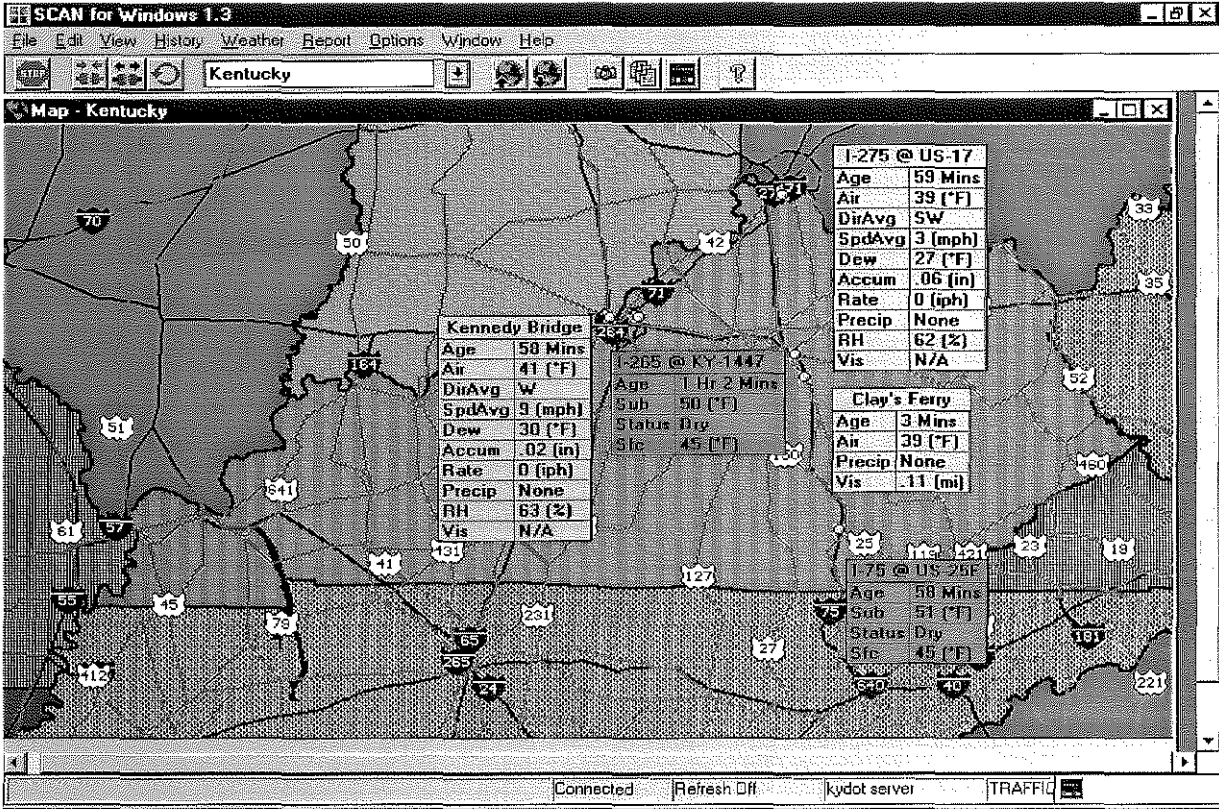 SCAN for Windows 1.3
File Edit View History Weather Report Options Window Help
STOP Kentucky
Map - Kentucky
I-275 @ US-17
Age 59 Mins
Air 39 (°F)
DirAvg SW
SpdAvg 3 (mph)
Dew 27 (°F)
Accum .06 (in)
Rate 0 (iph)
Precip None
RH 62 (%)
Vis N/A
Kennedy Bridge
Age 58 Mins
Air 41 (°F)
DirAvg W
SpdAvg 9 (mph)
Dew 30 (°F)
Accum .02 (in)
Rate 0 (iph)
Precip None
RH 63 (%)
Vis N/A
I-265 @ KY-1447
Age 1 Hr 2 Mins
Sub 50 (°F)
Status Dry
Sfc 45 (°F)
Clay's Ferry
Age 3 Mins
Air 39 (°F)
Precip None
Vis .11 (mi)
I-75 @ US-25E
Age 58 Mins
Sub 51 (°F)
Status Dry
Sfc 45 (°F)
70
50
42
71
33
35
52
164
51
641
460
61
57
41
431
25
421
23
19
127
55
45
79
231
75
65
265
27
181
412
24
640
40
221
Connected Refresh Off kydot server TRAFFIC